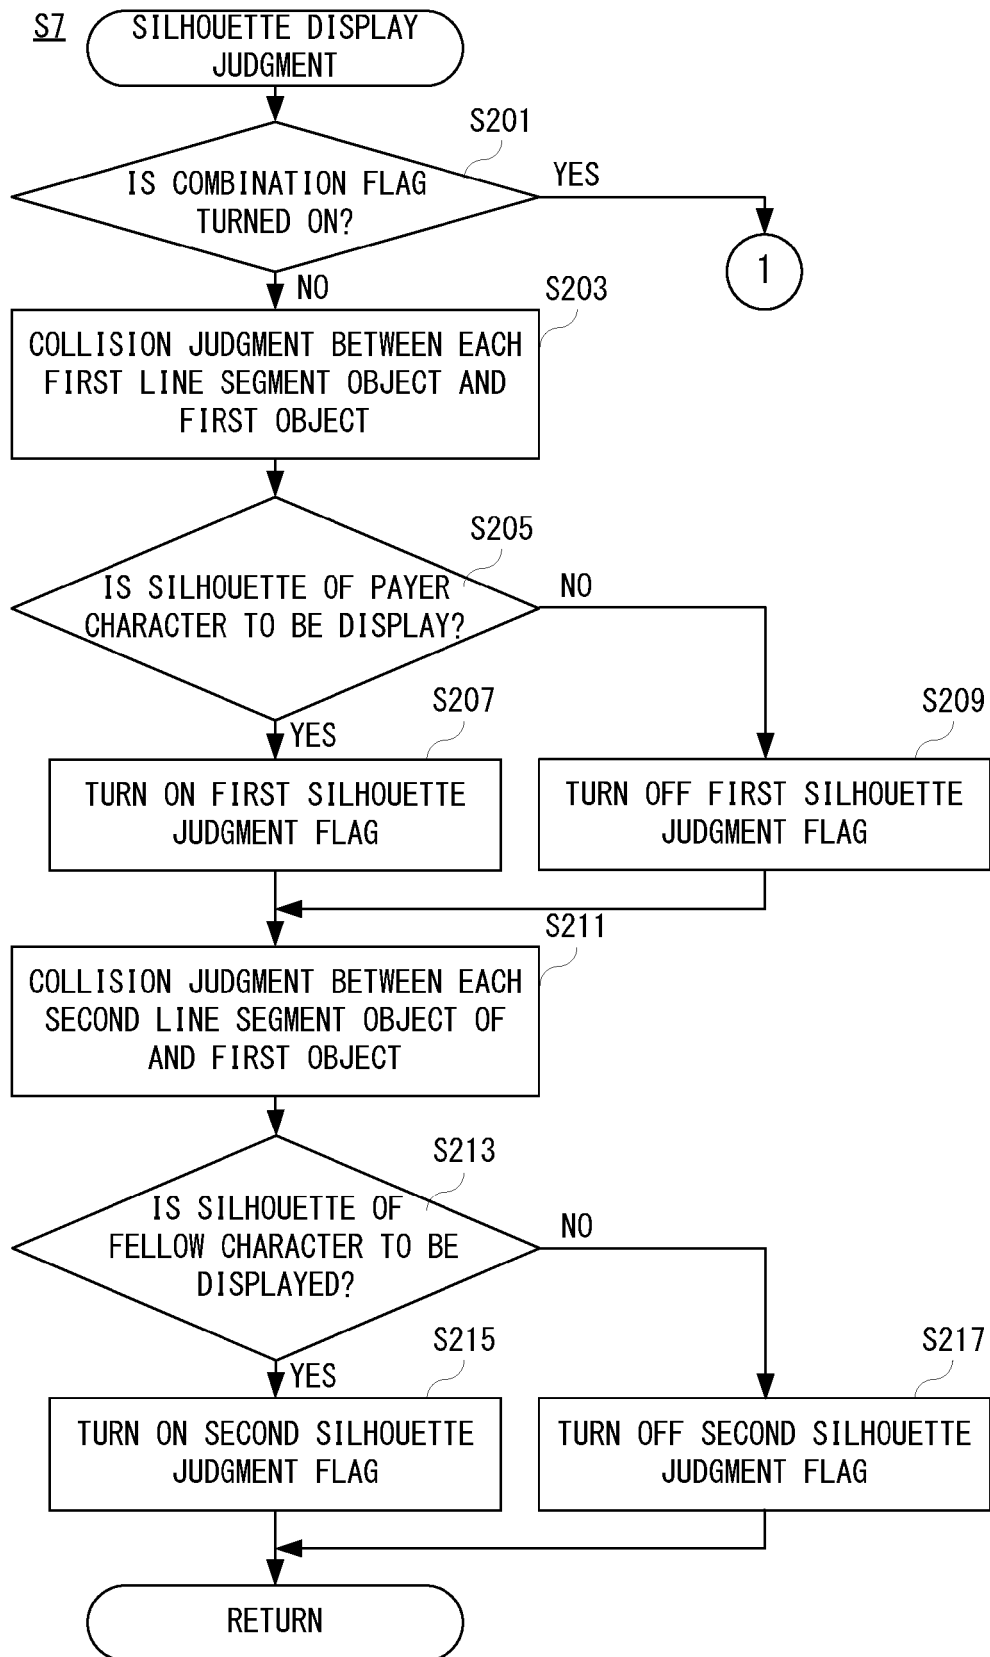 S7
SILHOUETTE DISPLAY
JUDGMENT
S201
IS COMBINATION FLAG
TURNED ON?
YES
1
NO
S203
COLLISION JUDGMENT BETWEEN EACH
FIRST LINE SEGMENT OBJECT AND
FIRST OBJECT
S205
IS SILHOUETTE OF PAYER
CHARACTER TO BE DISPLAY?
NO
S207
YES
S209
TURN ON FIRST SILHOUETTE
JUDGMENT FLAG
TURN OFF FIRST SILHOUETTE
JUDGMENT FLAG
S211
COLLISION JUDGMENT BETWEEN EACH
SECOND LINE SEGMENT OBJECT OF
AND FIRST OBJECT
S213
IS SILHOUETTE OF
FELLOW CHARACTER TO BE
DISPLAYED?
NO
S215
YES
S217
TURN ON SECOND SILHOUETTE
JUDGMENT FLAG
TURN OFF SECOND SILHOUETTE
JUDGMENT FLAG
RETURN